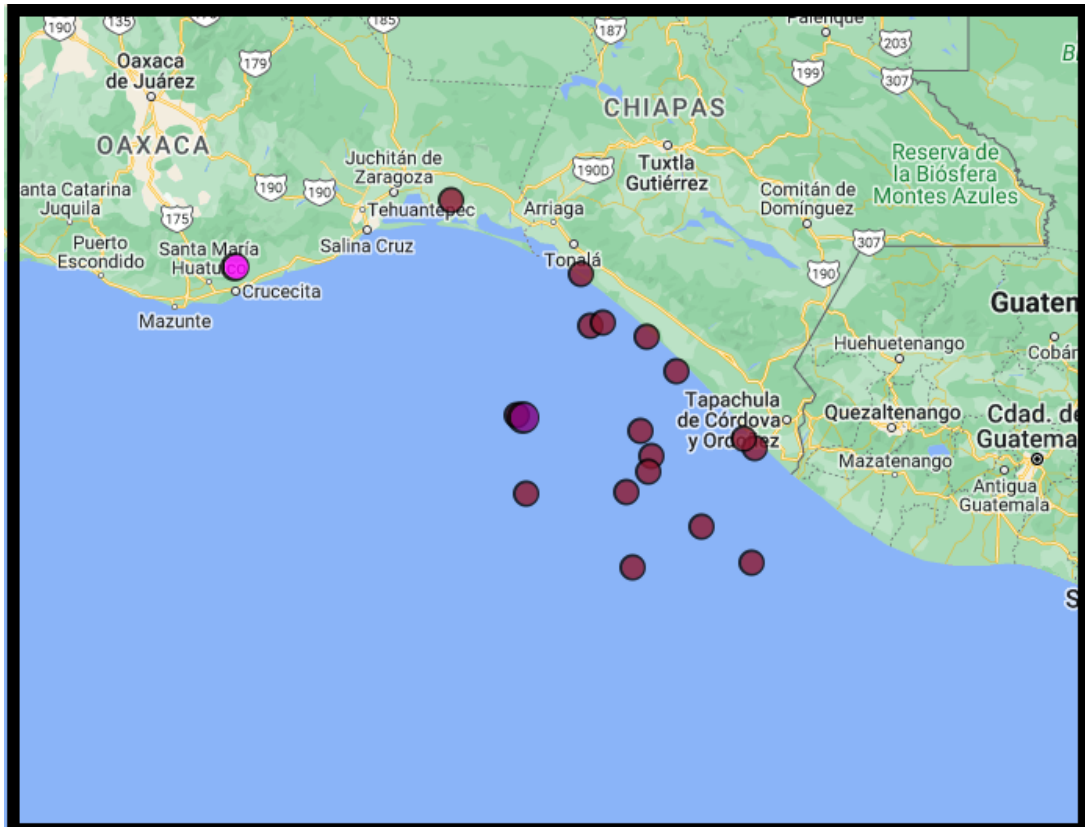 190
135
185
187
Palenque
203
Oaxaca
de Juárez
179
199
307
CHIAPAS
OAXACA
Juchitán de
Zaragoza
190D
Tuxtla
Gutiérrez
Reserva de
la Biósfera
Montes Azules
anta Catarina
Juquila
190
190
175
Tehuantepec
Arriaga
Comitán de
Domínguez
Puerto
Escondido
Santa María
Huatulco
Salina Cruz
Tonalá
307
190
Crucecita
Mazunte
Guatem
Huehuetenango
Cobán
Tapachula
de Córdova
y Ordóñez
Quezaltenango
Cdad. de
Guatema
Mazatenango
Antigua
Guatemala
S